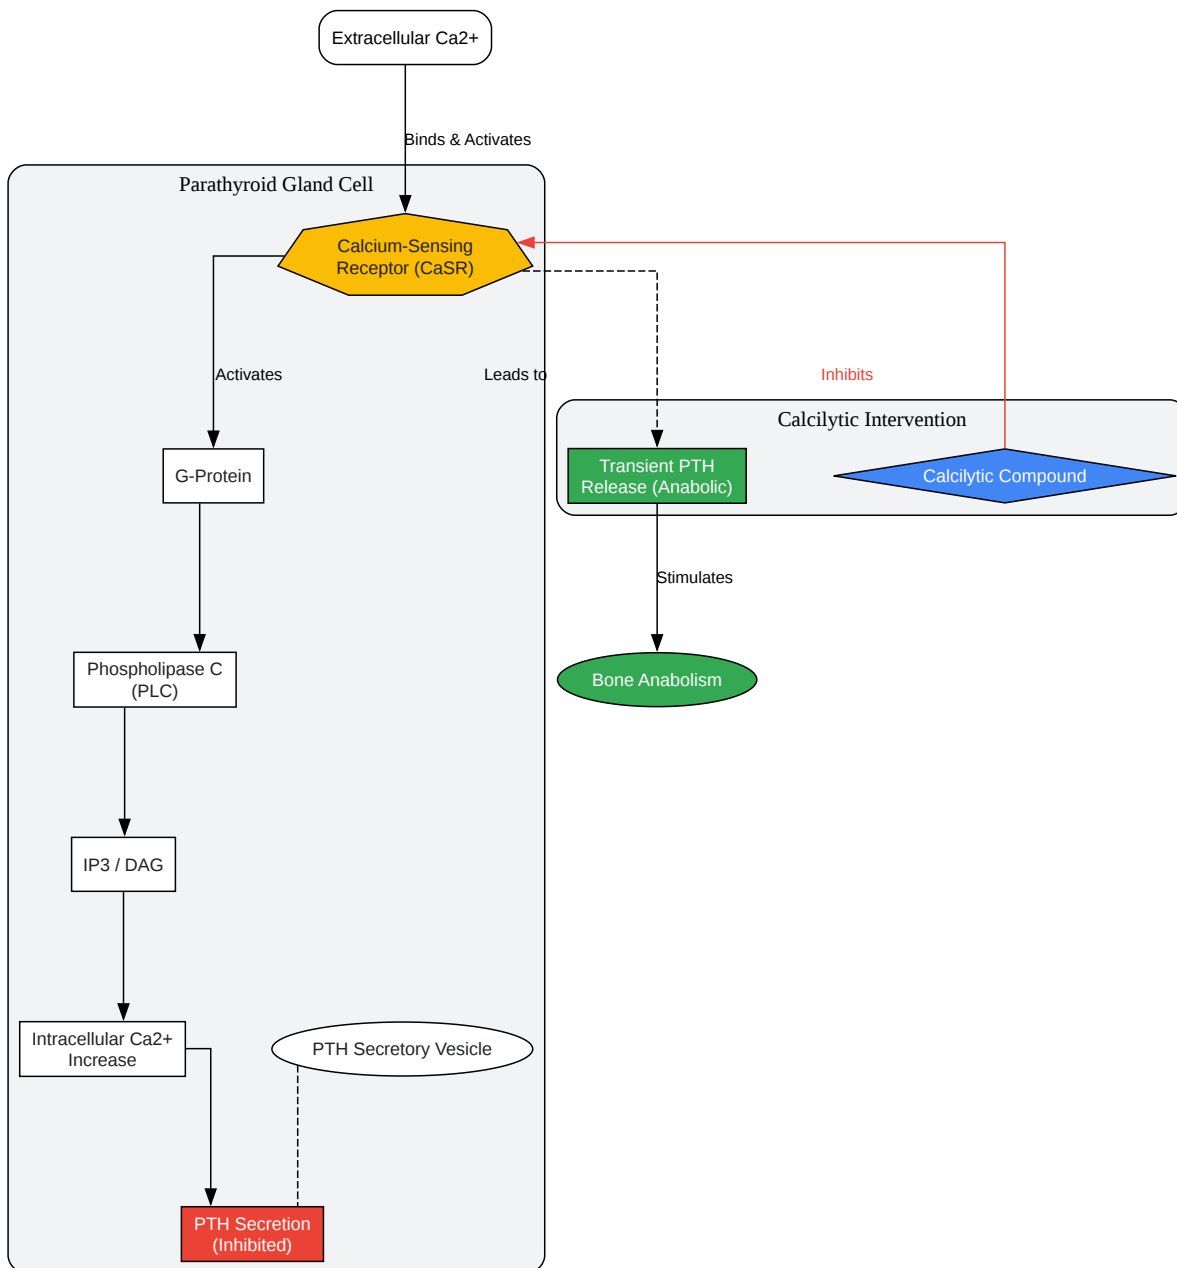 Extracellular Ca2+
Binds & Activates
Parathyroid Gland Cell
Calcium-Sensing
Receptor (CaSR)
Activates
Leads to
Inhibits
Calcilytic Intervention
G-Protein
Transient PTH
Release (Anabolic)
Calcilytic Compound
Stimulates
Phospholipase C
(PLC)
Bone Anabolism
IP3 / DAG
Intracellular Ca2+
Increase
PTH Secretory Vesicle
PTH Secretion
(Inhibited)